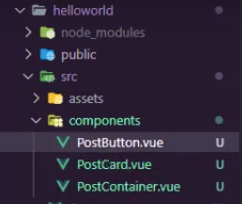 helloworld
node_modules
public
src
assets
components
PostButton.vue U
PostCard.vue U
PostContainer.vue U